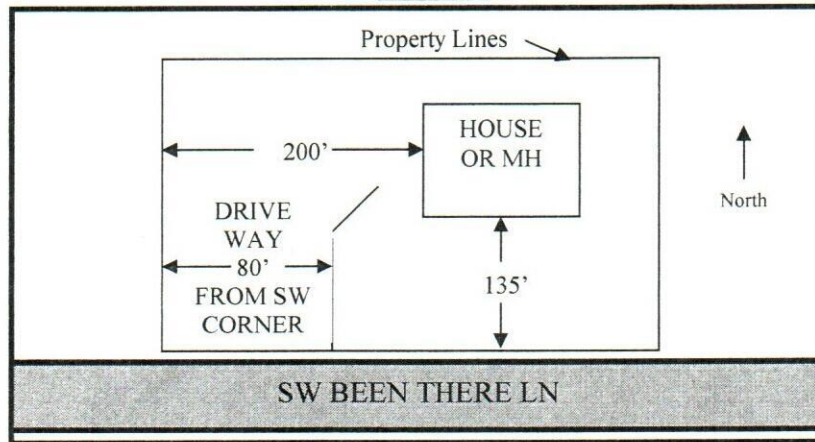 Property Lines
HOUSE
OR MH
200'
North
DRIVE
WAY
80'
FROM SW
CORNER
135'
SW BEEN THERE LN